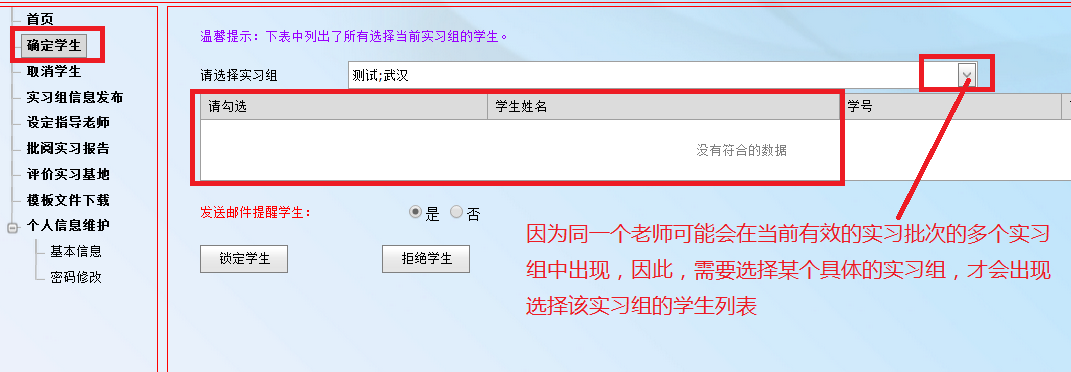 首页
确定学生
取消学生
实习组信息发布
设定指导老师
批阅实习报告
评价实习基地
模板文件下载
个人信息维护
基本信息
密码修改
温馨提示：下表中列出了所有选择当前实习组的学生。
请选择实习组 测试;武汉
请勾选 学生姓名 学号
没有符合的数据
发送邮件提醒学生： 是 否
锁定学生 拒绝学生
因为同一个老师可能会在当前有效的实习批次的多个实习
组中出现，因此，需要选择某个具体的实习组，才会出现
选择该实习组的学生列表